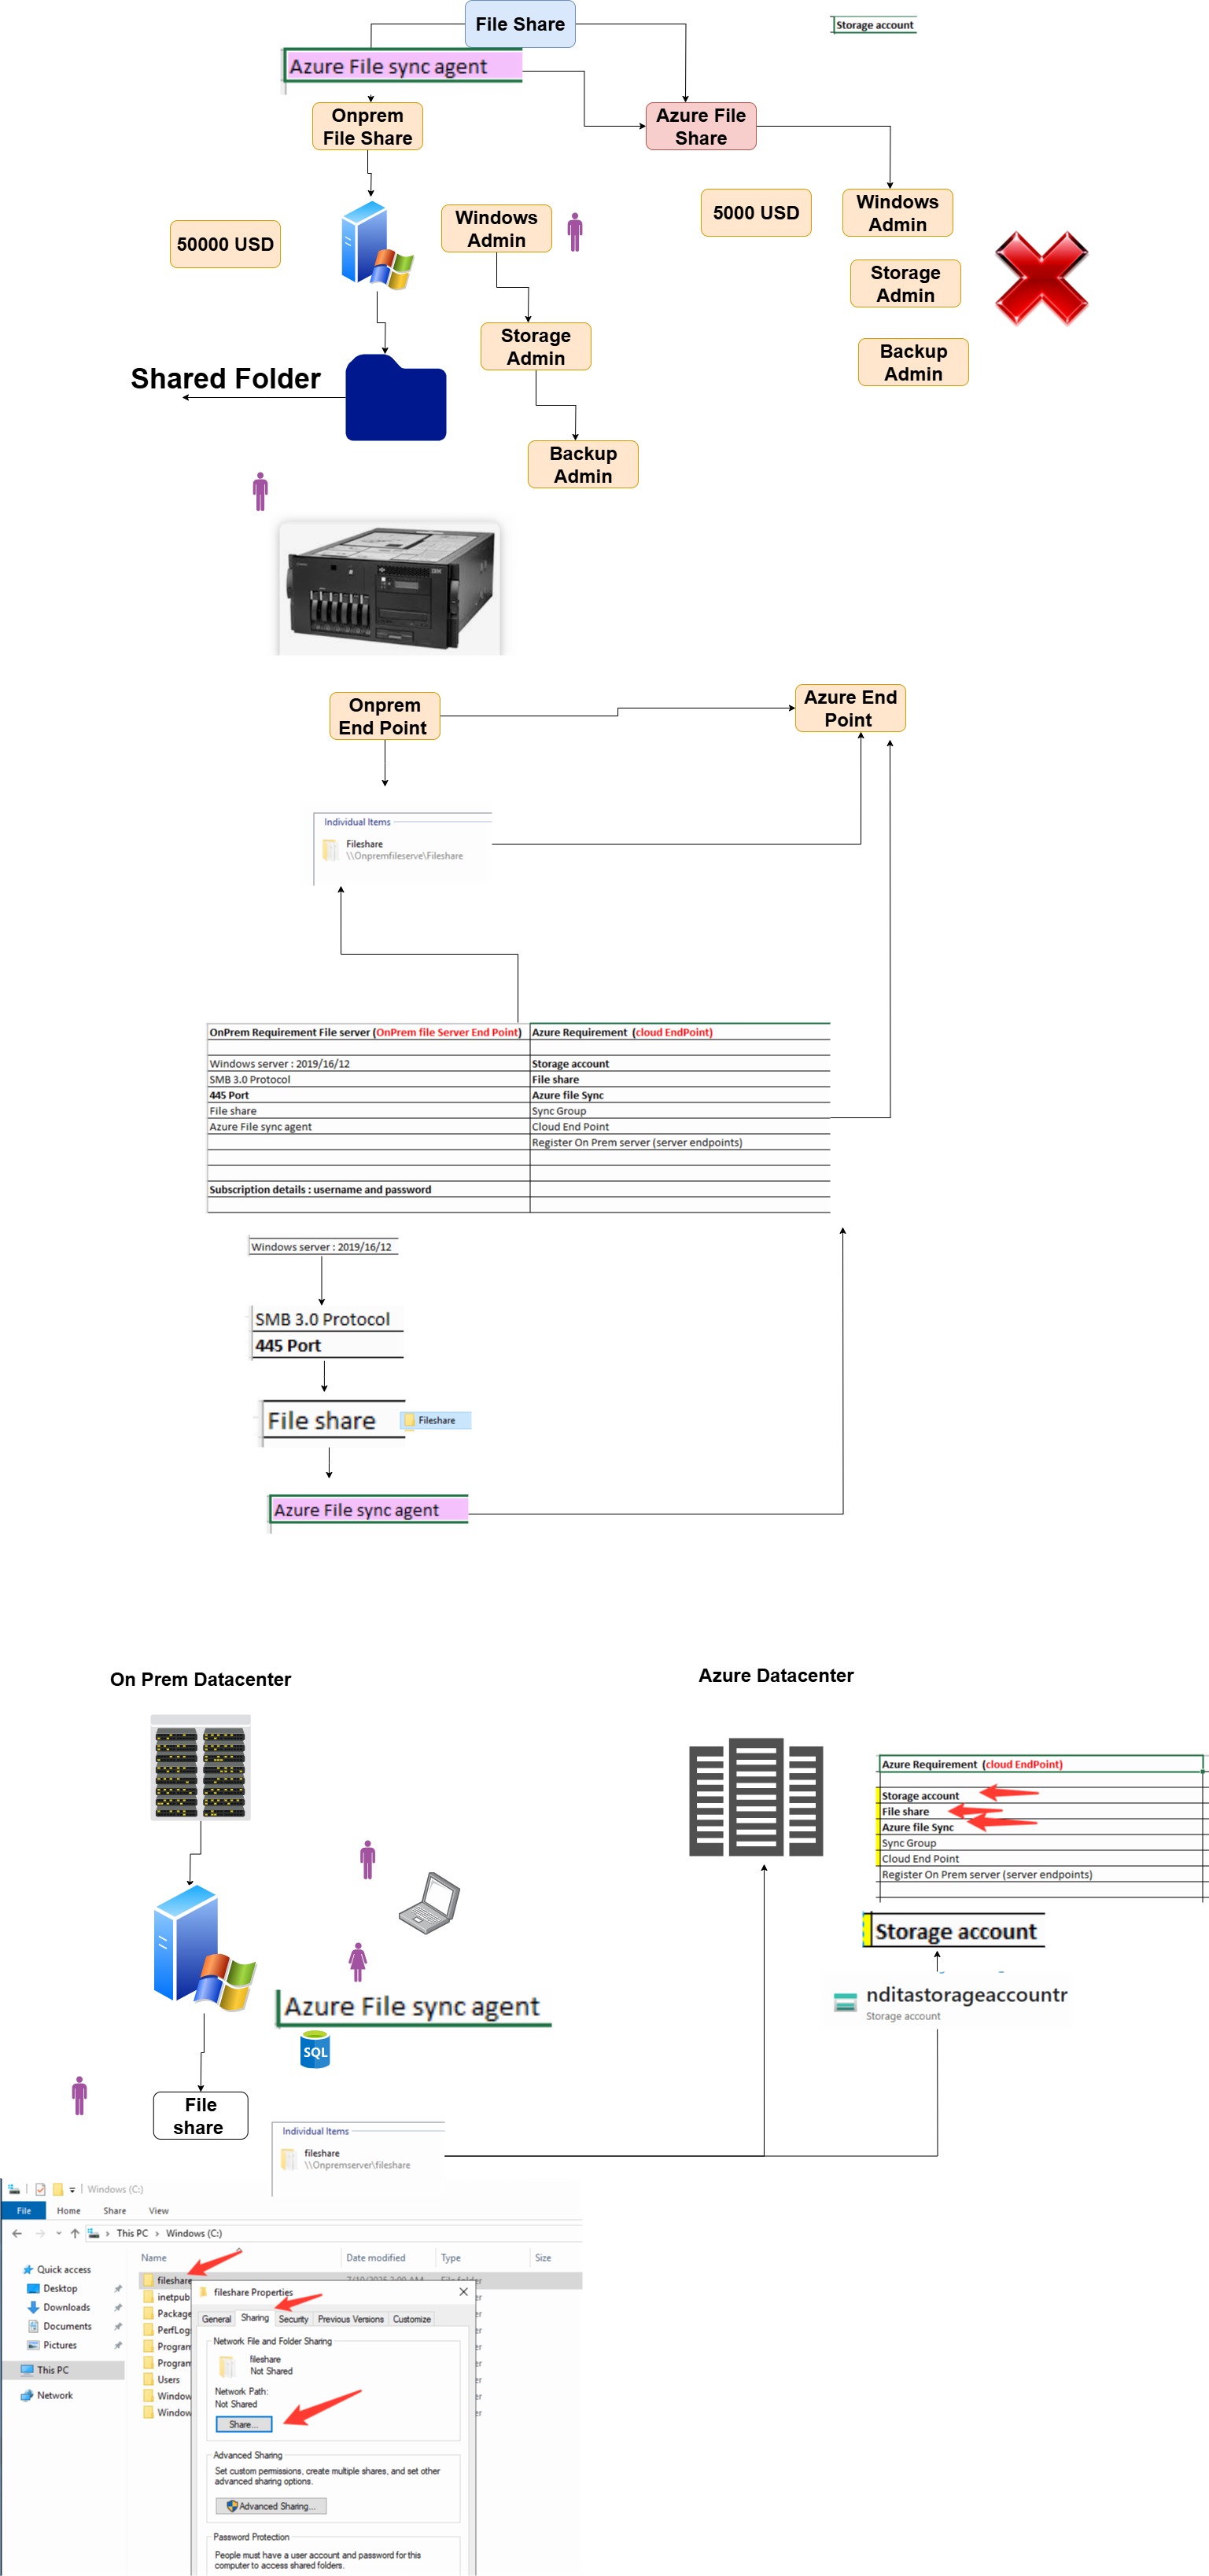 File Share
Storage account
Azure File sync agent
Onprem
File Share
Azure File
Share
50000 USD
Windows
Admin
5000 USD
Windows
Admin
Storage
Admin
Storage
Admin
Backup
Admin
Shared Folder
Backup
Admin
IBM
Onprem
End Point
Azure End
Point
Individual Items
Fileshare
\\Onpremfileserve\Fileshare
OnPrem Requirement File server (OnPrem file Server End Point)
Azure Requirement (cloud EndPoint)
Windows server : 2019/16/12
Storage account
SMB 3.0 Protocol
File share
445 Port
Azure file Sync
File share
Sync Group
Azure File sync agent
Cloud End Point
Register On Prem server (server endpoints)
Subscription details : username and password
Windows server : 2019/16/12
SMB 3.0 Protocol
445 Port
File share
Fileshare
Azure File sync agent
On Prem Datacenter
Azure Datacenter
Azure Requirement (cloud EndPoint)
Storage account
File share
Azure file Sync
Sync Group
Cloud End Point
Register On Prem server (server endpoints)
Storage account
nditastorageaccountr
Storage account
Azure File sync agent
SQL
File
share
Individual Items
fileshare
\\Onpremserver\fileshare
Windows (C:)
File Home Share View
This PC > Windows (C:)
Name Date modified Type Size
Quick access
Desktop
Downloads
Documents
Pictures
This PC
Network
fileshare
inetpub
Package
PerfLog
Program
Program
Users
Window
Window
fileshare Properties
General Sharing Security Previous Versions Customize
Network File and Folder Sharing
fileshare
Not Shared
Network Path:
Not Shared
Share...
Advanced Sharing
Set custom permissions, create multiple shares, and set other
advanced sharing options.
Advanced Sharing...
Password Protection
People must have a user account and password for this
computer to access shared folders.